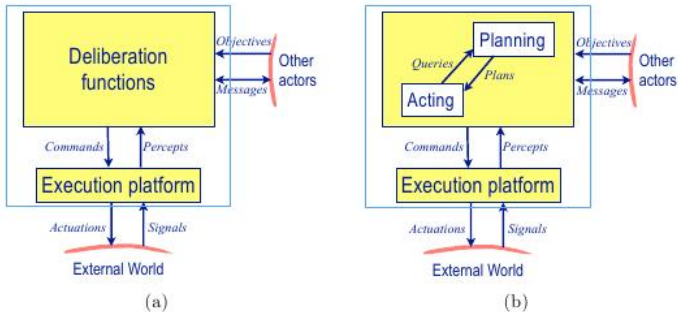 Deliberation
functions
Objectives
Other
actors
Messages
Commands
Percepts
Execution platform
Actuations
Signals
External World
(a)
Planning
Queries
Plans
Acting
Objectives
Other
actors
Messages
Commands
Percepts
Execution platform
Actuations
Signals
External World
(b)